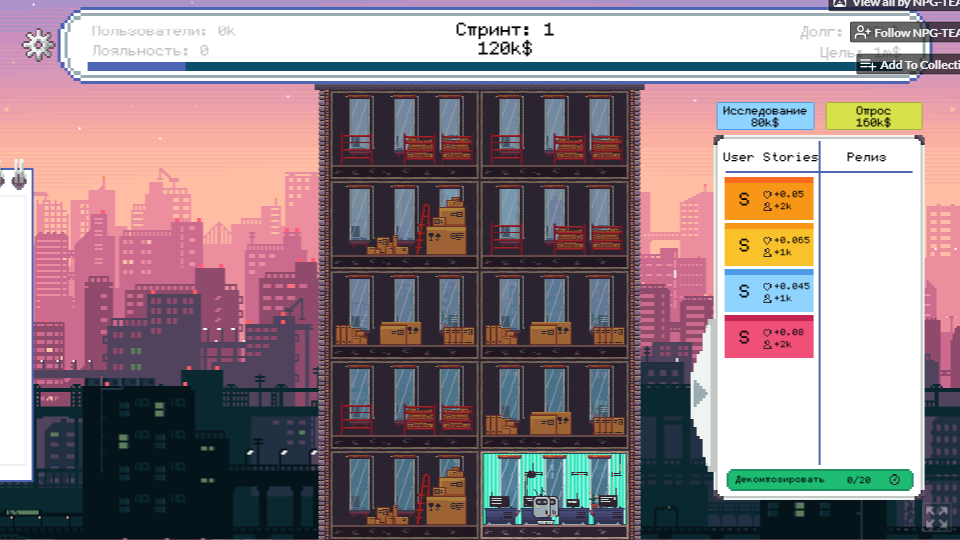 View all by NPG-TEA
Follow NPG-TEA
Add To Collecti
Пользователи: 0k
Лояльность: 0
Спринт: 1
120k$
Долг:
Цель: 1m$
Исследование
80k$
Опрос
160k$
User Stories
Релиз
S
+0.05
+2k
S
+0.065
+1k
S
+0.045
+1k
S
+0.08
+2k
Декомпозировать 0/20